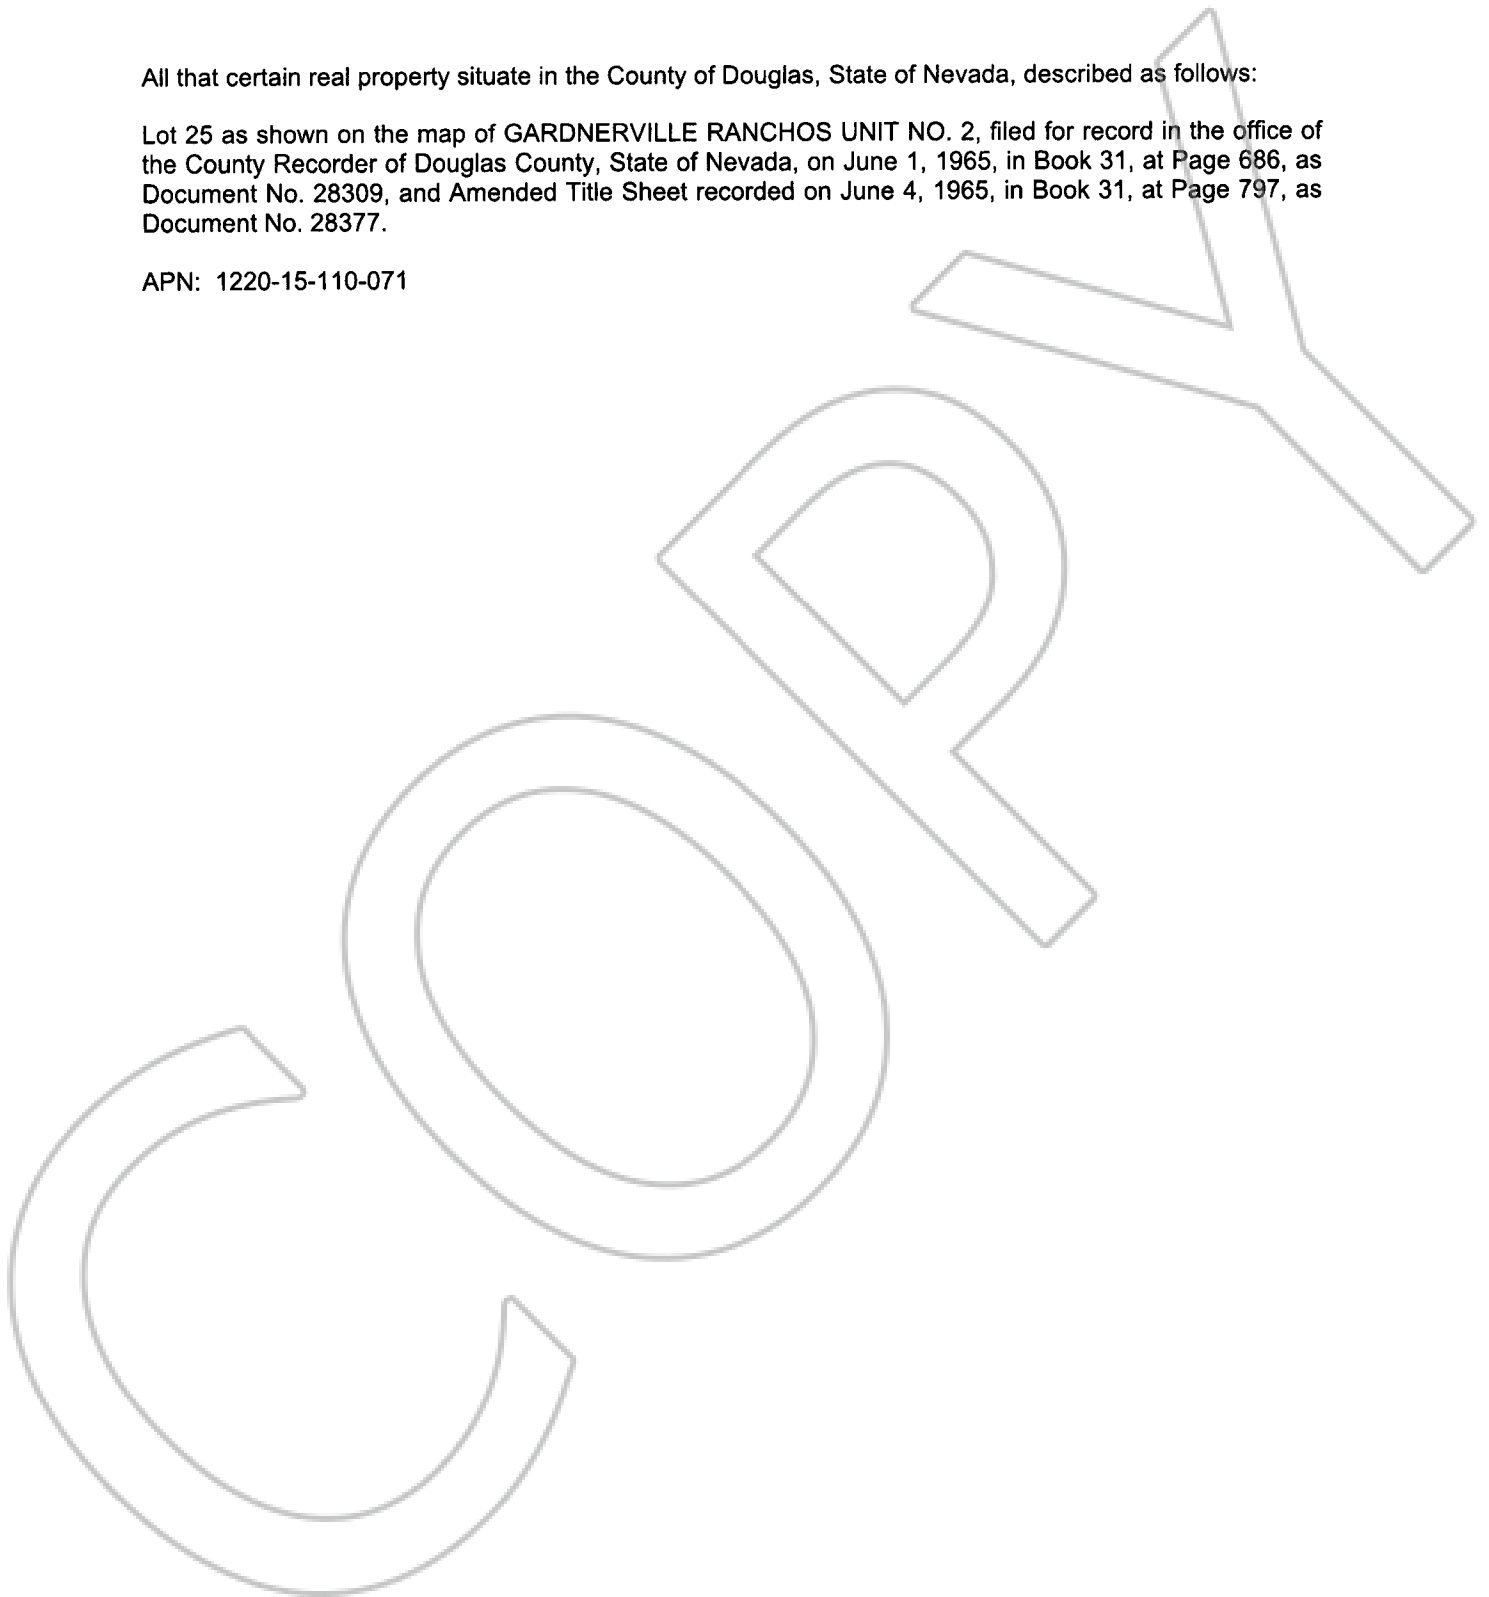 All that certain real property situate in the County of Douglas, State of Nevada, described as follows:
Lot 25 as shown on the map of GARDNERVILLE RANCHOS UNIT NO. 2, filed for record in the office of
the County Recorder of Douglas County, State of Nevada, on June 1, 1965, in Book 31, at Page 686, as
Document No. 28309, and Amended Title Sheet recorded on June 4, 1965, in Book 31, at Page 797, as
Document No. 28377.
APN: 1220-15-110-071
COPY